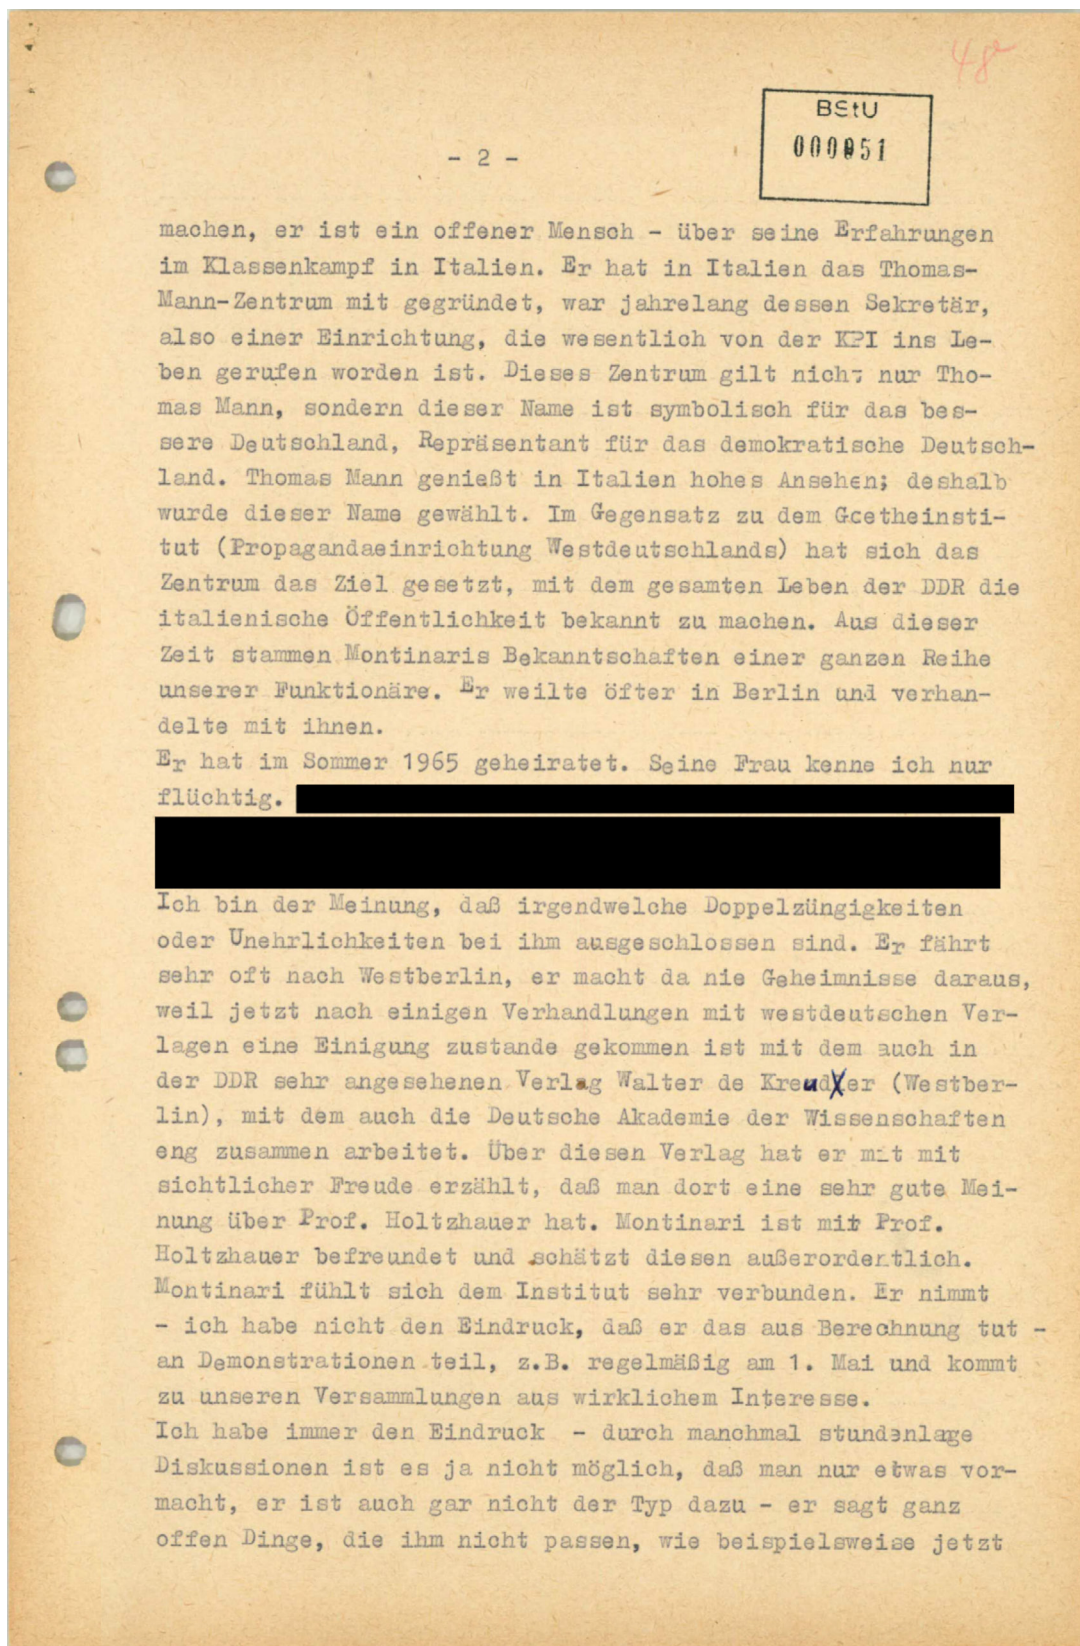 48
BStU
000051
- 2 -
machen, er ist ein offener Mensch - über seine Erfahrungen
im Klassenkampf in Italien. Er hat in Italien das Thomas-
Mann-Zentrum mit gegründet, war jahrelang dessen Sekretär,
also einer Einrichtung, die wesentlich von der KPI ins Le-
ben gerufen worden ist. Dieses Zentrum gilt nicht nur Tho-
mas Mann, sondern dieser Name ist symbolisch für das bes-
sere Deutschland, Repräsentant für das demokratische Deutsch-
land. Thomas Mann genießt in Italien hohes Ansehen; deshalb
wurde dieser Name gewählt. Im Gegensatz zu dem Goetheinsti-
tut (Propagandaeinrichtung Westdeutschlands) hat sich das
Zentrum das Ziel gesetzt, mit dem gesamten Leben der DDR die
italienische Öffentlichkeit bekannt zu machen. Aus dieser
Zeit stammen Montinaris Bekanntschaften einer ganzen Reihe
unserer Funktionäre. Er weilte öfter in Berlin und verhan-
delte mit ihnen.
Er hat im Sommer 1965 geheiratet. Seine Frau kenne ich nur
flüchtig.
Ich bin der Meinung, daß irgendwelche Doppelzüngigkeiten
oder Unehrlichkeiten bei ihm ausgeschlossen sind. Er fährt
sehr oft nach Westberlin, er macht da nie Geheimnisse daraus,
weil jetzt nach einigen Verhandlungen mit westdeutschen Ver-
lagen eine Einigung zustande gekommen ist mit dem auch in
der DDR sehr angesehenen Verlag Walter de Kreudter (Westber-
lin), mit dem auch die Deutsche Akademie der Wissenschaften
eng zusammen arbeitet. Über diesen Verlag hat er mit mit
sichtlicher Freude erzählt, daß man dort eine sehr gute Mei-
nung über Prof. Holtzhauer hat. Montinari ist mit Prof.
Holtzhauer befreundet und schätzt diesen außerordentlich.
Montinari fühlt sich dem Institut sehr verbunden. Er nimmt
- ich habe nicht den Eindruck, daß er das aus Berechnung tut -
an Demonstrationen teil, z.B. regelmäßig am 1. Mai und kommt
zu unseren Versammlungen aus wirklichem Interesse.
Ich habe immer den Eindruck - durch manchmal stundenlage
Diskussionen ist es ja nicht möglich, daß man nur etwas vor-
macht, er ist auch gar nicht der Typ dazu - er sagt ganz
offen Dinge, die ihm nicht passen, wie beispielsweise jetzt